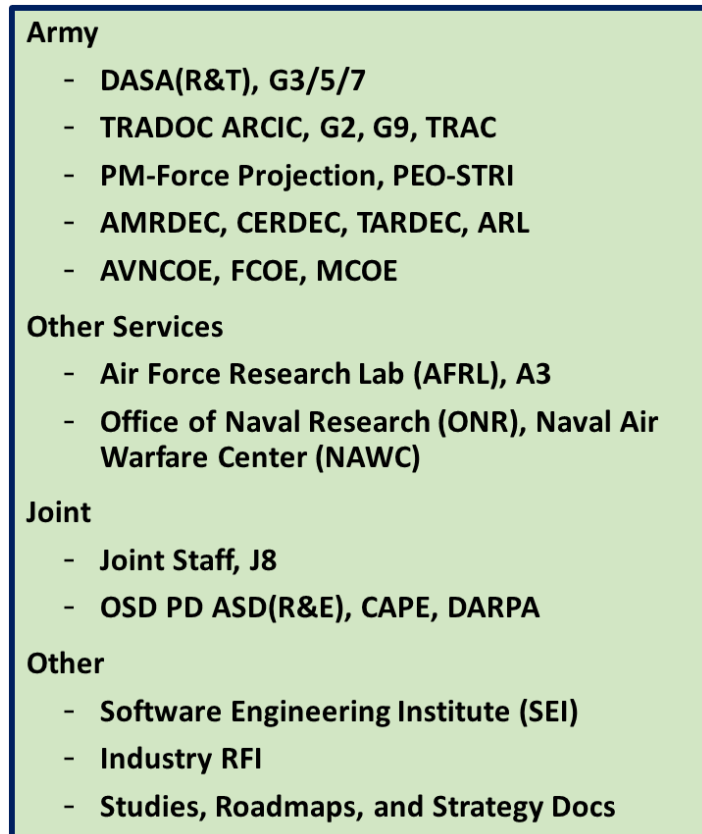 Army
- DASA(R&T), G3/5/7
- TRADOC ARCIC, G2, G9, TRAC
- PM-Force Projection, PEO-STRI
- AMRDEC, CERDEC, TARDEC, ARL
- AVNCOE, FCOE, MCOE
Other Services
- Air Force Research Lab (AFRL), A3
- Office of Naval Research (ONR), Naval Air
Warfare Center (NAWC)
Joint
- Joint Staff, J8
- OSD PD ASD(R&E), CAPE, DARPA
Other
- Software Engineering Institute (SEI)
- Industry RFI
- Studies, Roadmaps, and Strategy Docs